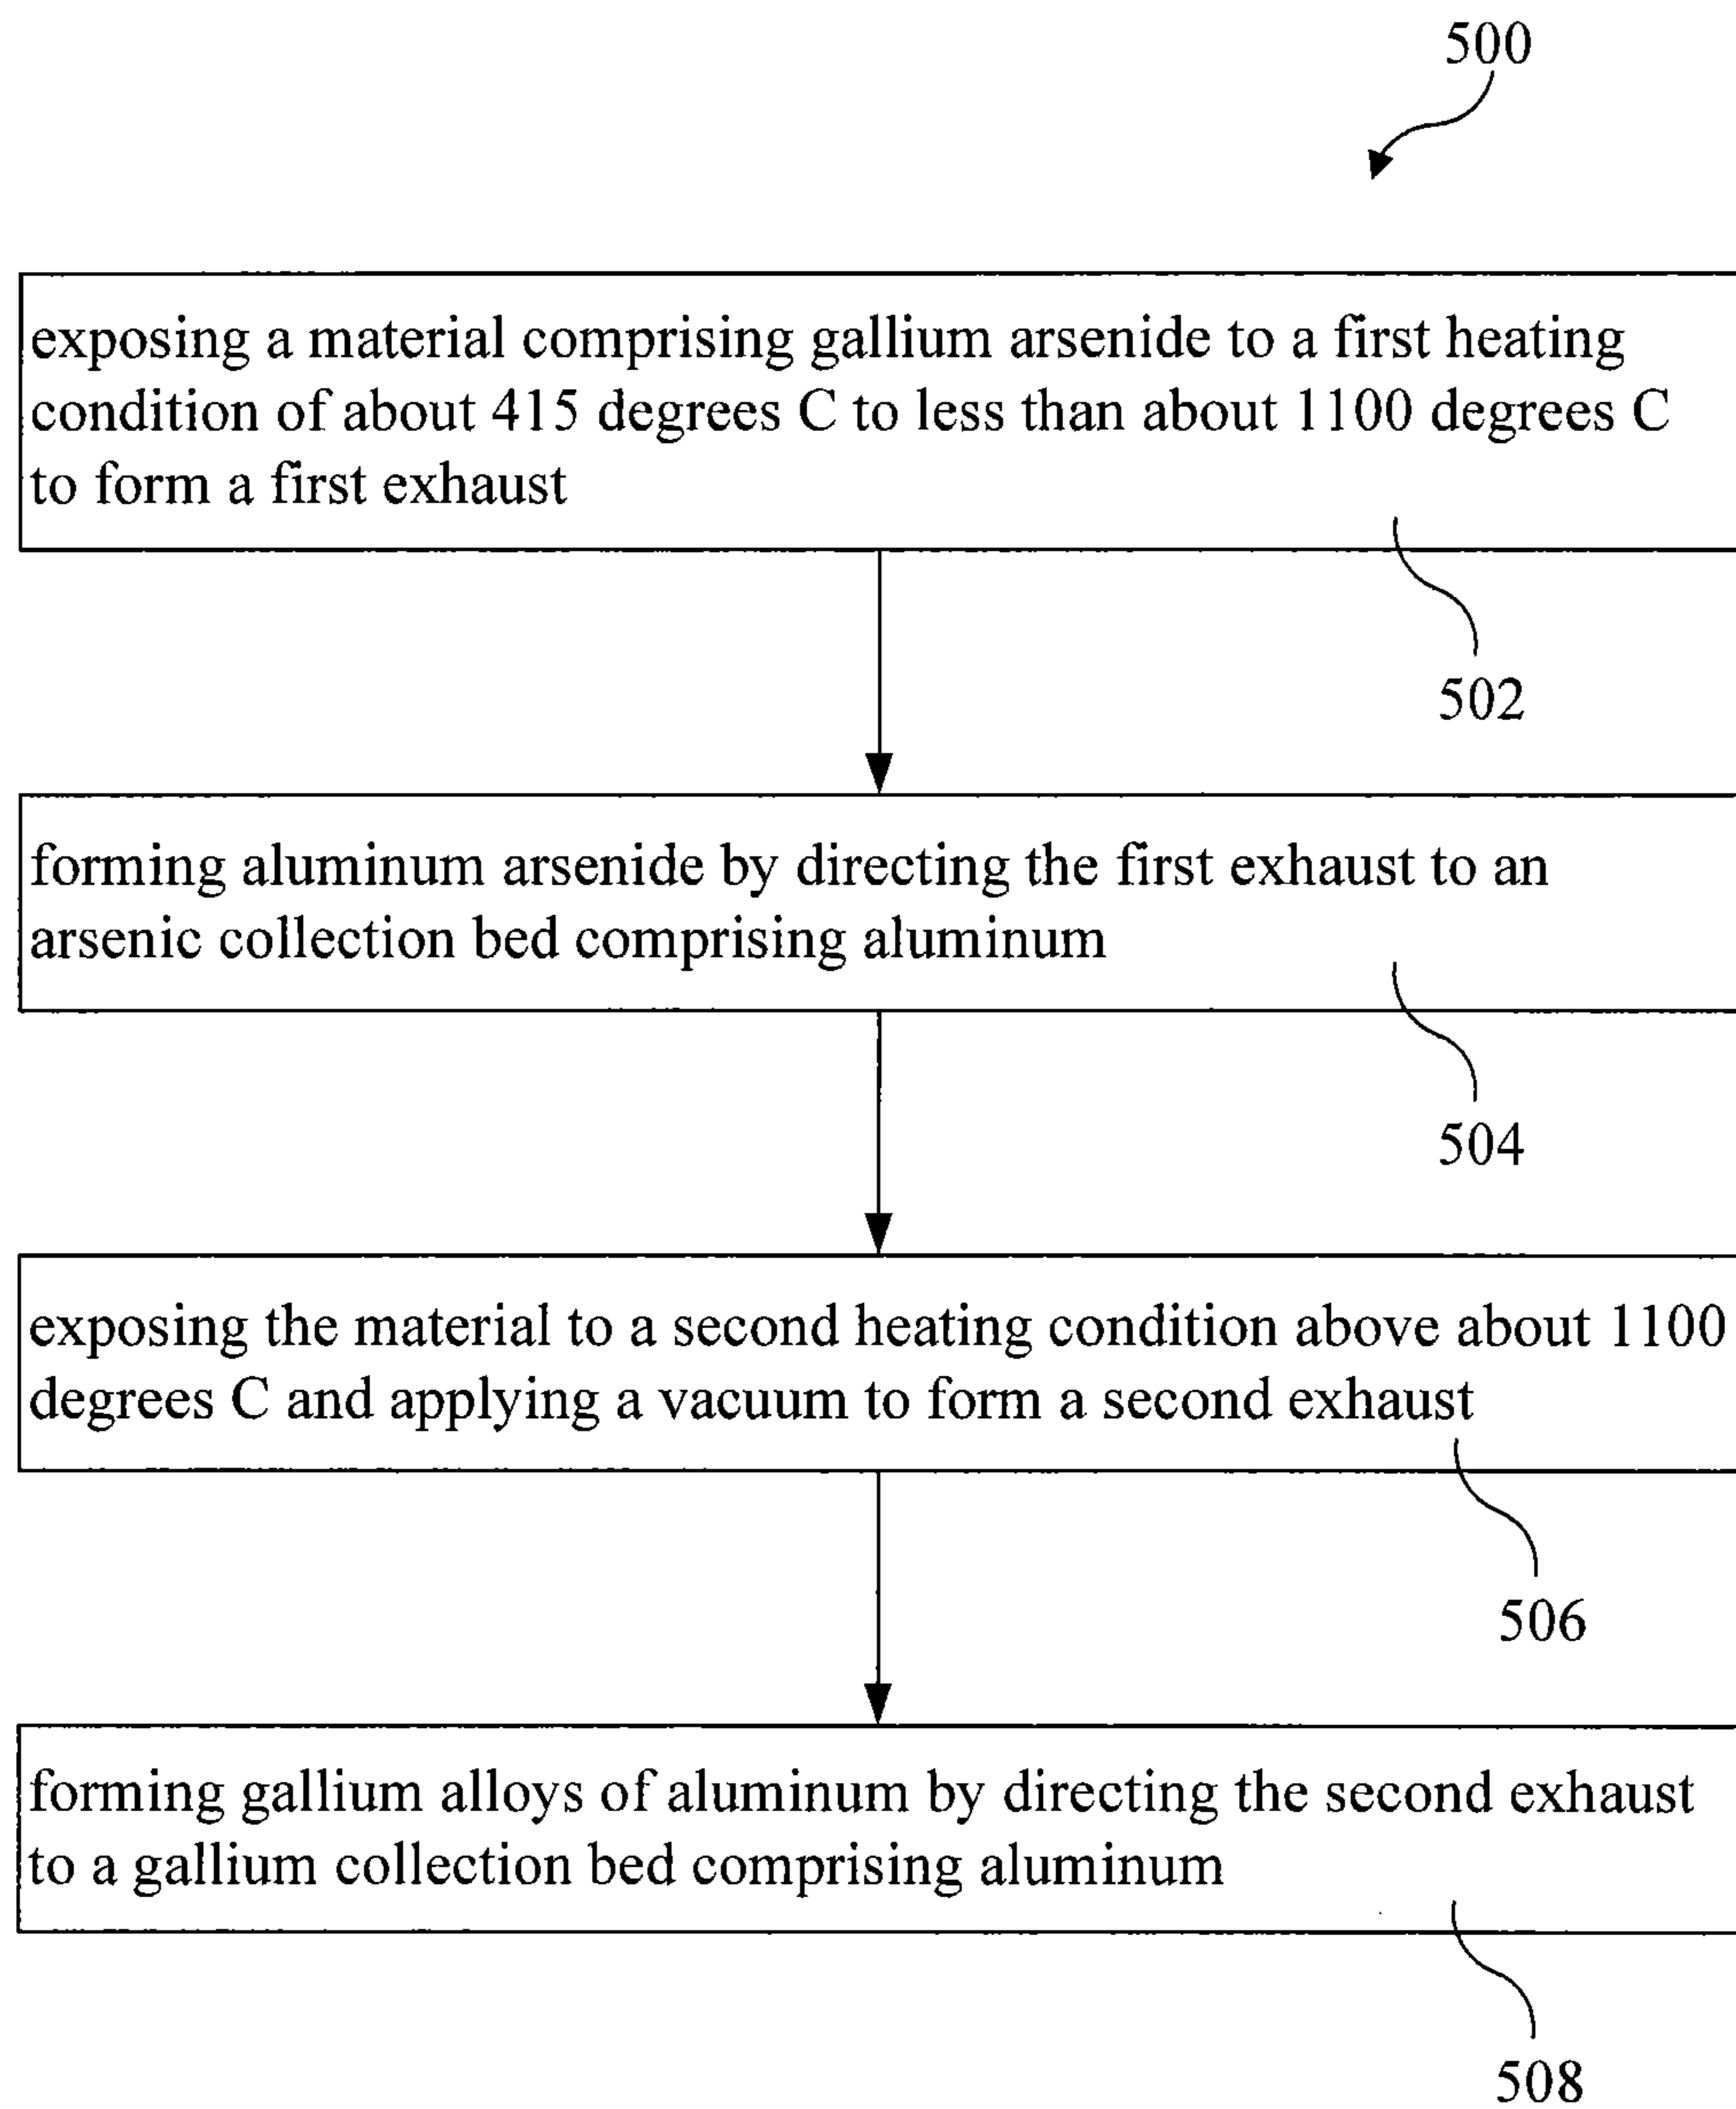 500
exposing a material comprising gallium arsenide to a first heating
condition of about 415 degrees C to less than about 1100 degrees C
to form a first exhaust
502
forming aluminum arsenide by directing the first exhaust to an
arsenic collection bed comprising aluminum
504
exposing the material to a second heating condition above about 1100
degrees C and applying a vacuum to form a second exhaust
506
forming gallium alloys of aluminum by directing the second exhaust
to a gallium collection bed comprising aluminum
508